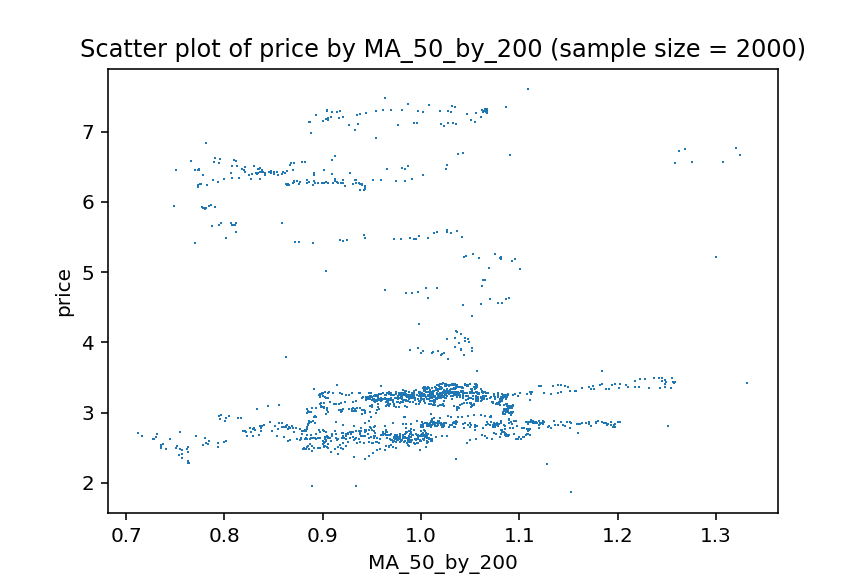 Scatter plot of price by MA_50_by_200 (sample size = 2000)
7
6
5
4
3
2
price
0.7 0.8 0.9 1.0 1.1 1.2 1.3
MA_50_by_200